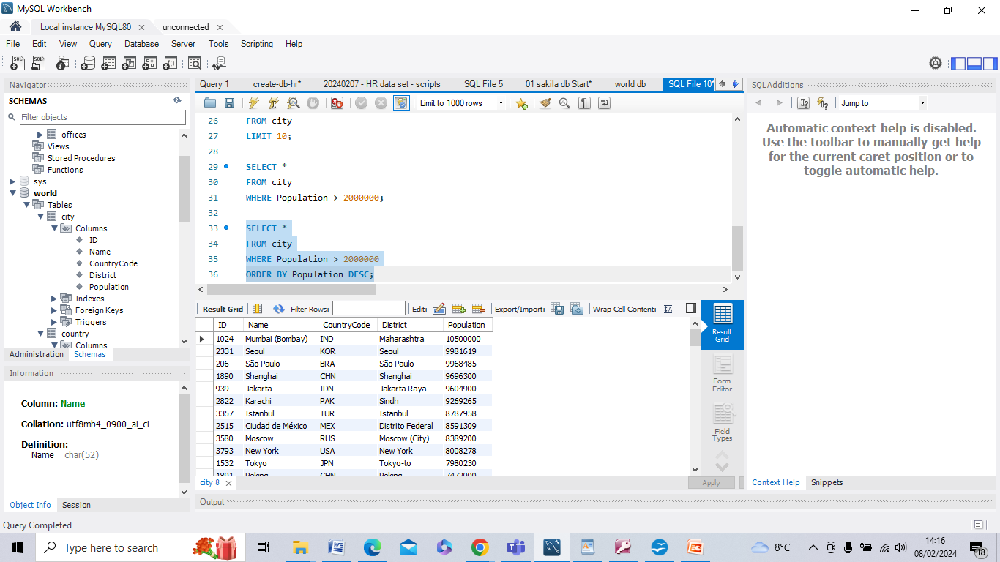 MySQL Workbench
Local instance MySQL80
unconnected
File Edit View Query Database Server Tools Scripting Help
Navigator
SCHEMAS
Filter objects
offices
Views
Stored Procedures
Functions
sys
world
Tables
city
Columns
ID
Name
CountryCode
District
Population
Indexes
Foreign Keys
Triggers
country
Columns
Administration Schemas
Information
Column: Name
Collation: utf8mb4_0900_ai_ci
Definition:
Name char(52)
Object Info Session
Query 1 create-db-hr* 20240207 - HR data set - scripts SQL File 5 01 sakila db Start* world db SQL File 10*
Limit to 1000 rows
26 FROM city
27 LIMIT 10;
28
29 SELECT *
30 FROM city
31 WHERE Population > 2000000;
32
33 SELECT *
34 FROM city
35 WHERE Population > 2000000
36 ORDER BY Population DESC;
Result Grid Filter Rows: Edit: Export/Import: Wrap Cell Content:
ID Name CountryCode District Population
1024 Mumbai (Bombay) IND Maharashtra 10500000
2331 Seoul KOR Seoul 9981619
206 São Paulo BRA São Paulo 9968485
1890 Shanghai CHN Shanghai 9696300
939 Jakarta IDN Jakarta Raya 9604900
2822 Karachi PAK Sindh 9269265
3357 Istanbul TUR Istanbul 8787958
2515 Ciudad de México MEX Distrito Federal 8591309
3580 Moscow RUS Moscow (City) 8389200
3793 New York USA New York 8008278
1532 Tokyo JPN Tokyo-to 7980230
1891 Peking CHN Peking 7472000
Result
Grid
Form
Editor
Field
Types
city 8
Apply
Output
SQLAdditions
Jump to
Automatic context help is disabled.
Use the toolbar to manually get help
for the current caret position or to
toggle automatic help.
Context Help Snippets
Query Completed
Type here to search
8°C
14:16
08/02/2024
18